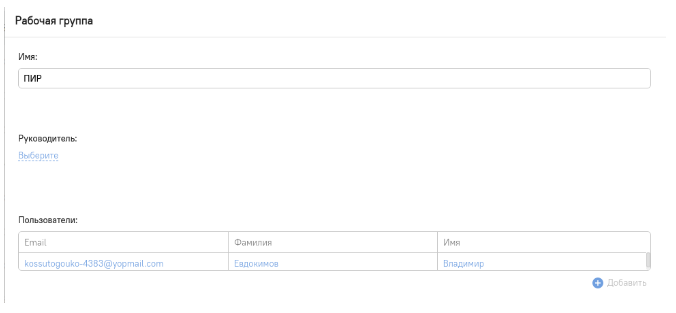 Рабочая группа
Имя:
ПИР
Руководитель:
Выберите
Пользователи:
Email Фамилия Имя
kossutogouko-4383@yopmail.com Евдокимов Владимир
Добавить